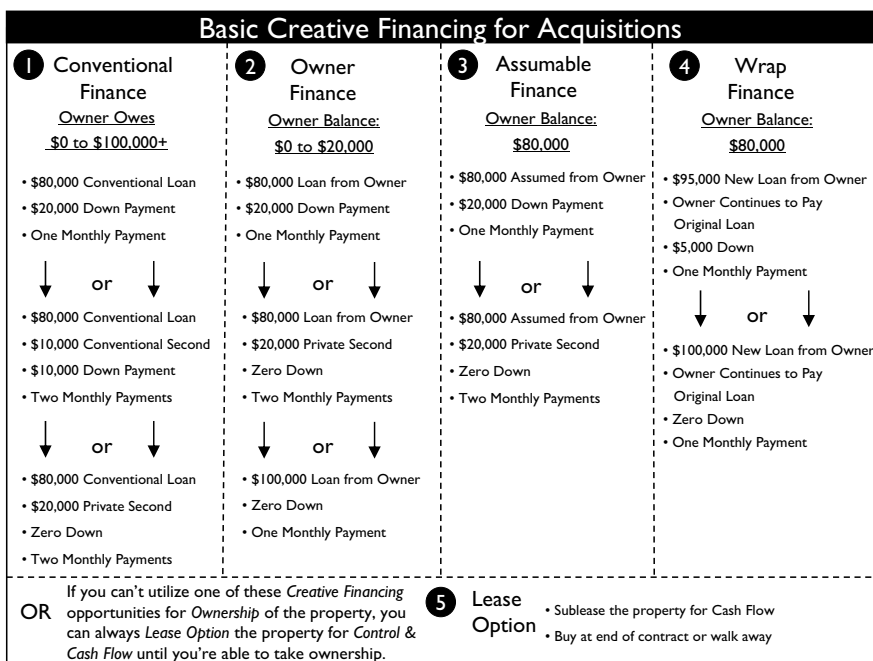 Basic Creative Financing for Acquisitions
1 Conventional
Finance
Owner Owes
$0 to $100,000+
• $80,000 Conventional Loan
• $20,000 Down Payment
• One Monthly Payment
or
• $80,000 Conventional Loan
• $10,000 Conventional Second
• $10,000 Down Payment
• Two Monthly Payments
or
• $80,000 Conventional Loan
• $20,000 Private Second
• Zero Down
• Two Monthly Payments
2 Owner
Finance
Owner Balance:
$0 to $20,000
• $80,000 Loan from Owner
• $20,000 Down Payment
• One Monthly Payment
or
• $80,000 Loan from Owner
• $20,000 Private Second
• Zero Down
• Two Monthly Payments
or
• $100,000 Loan from Owner
• Zero Down
• One Monthly Payment
3 Assumable
Finance
Owner Balance:
$80,000
• $80,000 Assumed from Owner
• $20,000 Down Payment
• One Monthly Payment
or
• $80,000 Assumed from Owner
• $20,000 Private Second
• Zero Down
• Two Monthly Payments
4 Wrap
Finance
Owner Balance:
$80,000
• $95,000 New Loan from Owner
• Owner Continues to Pay
Original Loan
• $5,000 Down
• One Monthly Payment
or
• $100,000 New Loan from Owner
• Owner Continues to Pay
Original Loan
• Zero Down
• One Monthly Payment
OR
If you can't utilize one of these Creative Financing
opportunities for Ownership of the property, you
can always Lease Option the property for Control &
Cash Flow until you're able to take ownership.
5 Lease
Option
• Sublease the property for Cash Flow
• Buy at end of contract or walk away